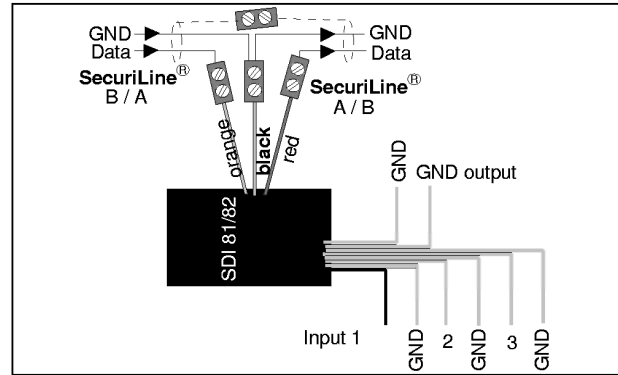 GND
Data
SecuriLine®
B / A
GND
Data
SecuriLine®
A / B
orange
black
red
SDI 81/82
GND
GND output
Input 1
GND
2
GND
3
GND